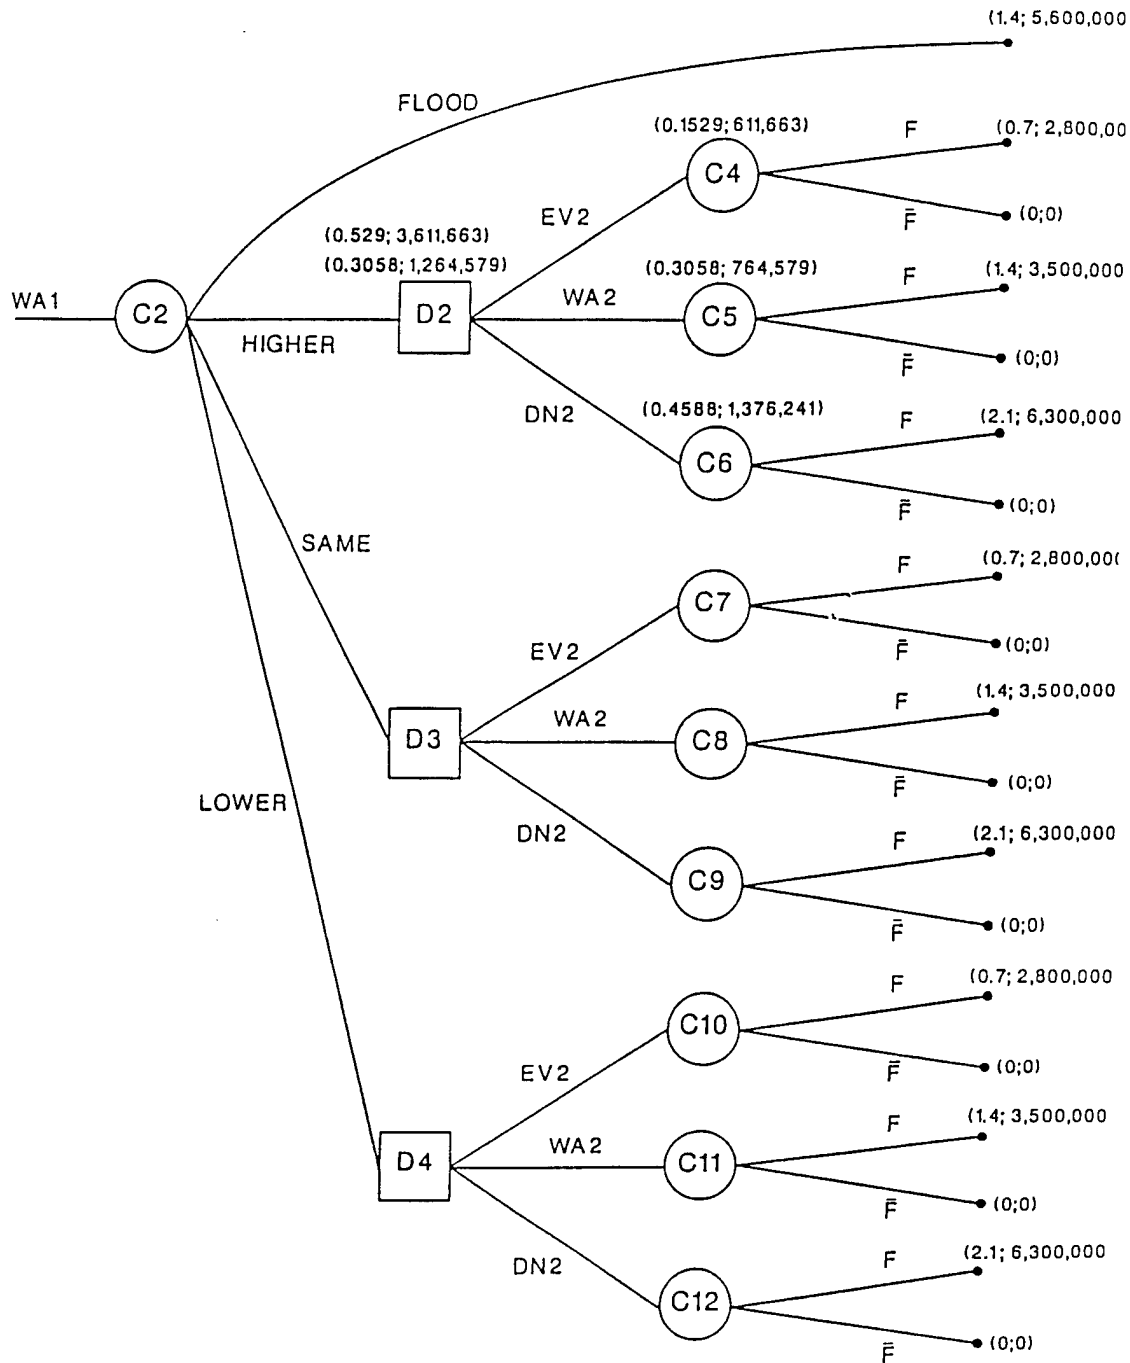 (1.4; 5,600,000
FLOOD
(0.1529; 611,663)
F
(0.7; 2,800,00
C4
EV2
F̄
(0;0)
(0.529; 3,611,663)
(0.3058; 1,264,579)
(0.3058; 764,579)
F
(1.4; 3,500,000
WA1
C2
HIGHER
D2
WA2
C5
F̄
(0;0)
DN2
(0.4588; 1,376,241)
F
(2.1; 6,300,000
C6
F̄
(0;0)
SAME
F
(0.7; 2,800,00
C7
EV2
F̄
(0;0)
F
(1.4; 3,500,000
D3
WA2
C8
F̄
(0;0)
LOWER
DN2
F
(2.1; 6,300,000
C9
F̄
(0;0)
F
(0.7; 2,800,000
C10
EV2
F̄
(0;0)
F
(1.4; 3,500,000
D4
WA2
C11
F̄
(0;0)
DN2
F
(2.1; 6,300,000
C12
F̄
(0;0)